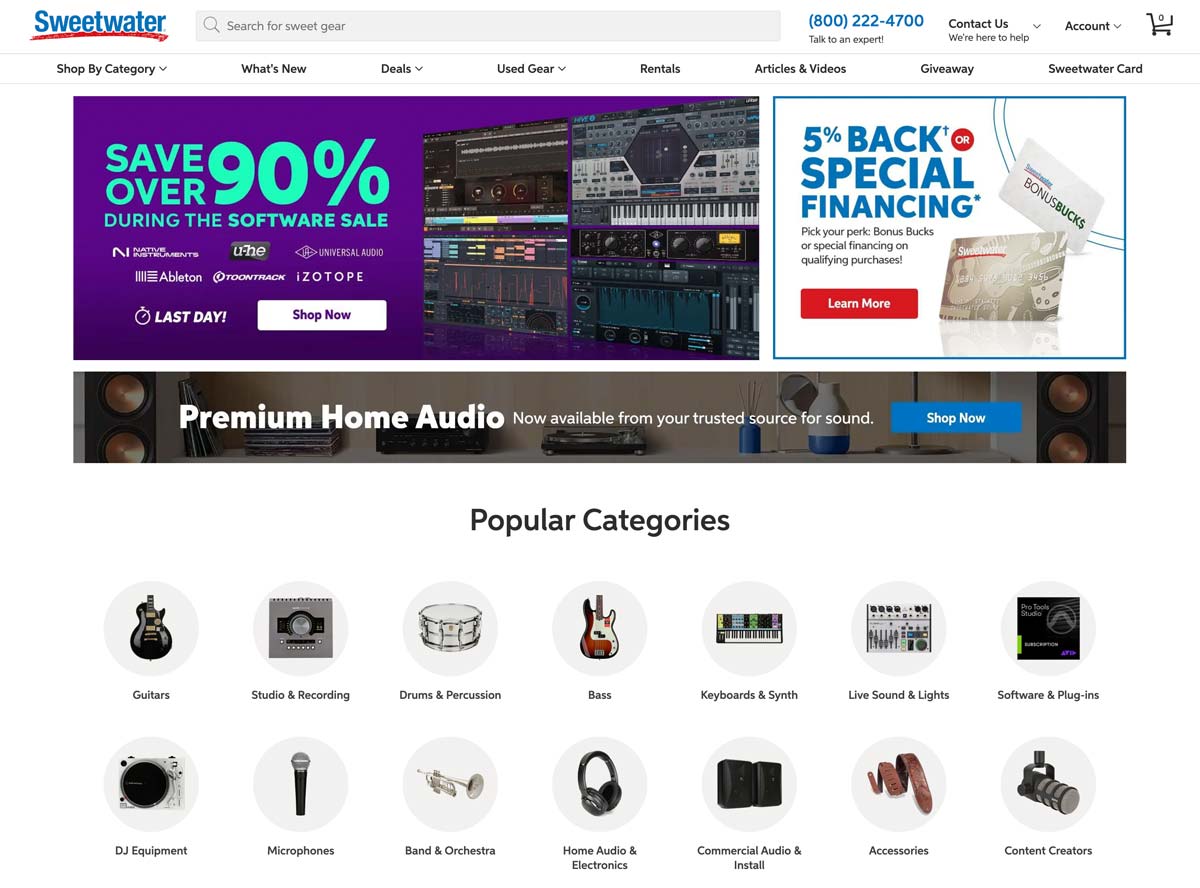 Sweetwater
Search for sweet gear
(800) 222-4700
Talk to an expert!
Contact Us
We're here to help
Account
0
Shop By Category
What's New
Deals
Used Gear
Rentals
Articles & Videos
Giveaway
Sweetwater Card
SAVE
OVER 90%
DURING THE SOFTWARE SALE
NATIVE INSTRUMENTS
u-he
UNIVERSAL AUDIO
Ableton
TOONTRACK
iZOTOPE
LAST DAY!
Shop Now
5% BACK† OR
SPECIAL
FINANCING*
Pick your perk: Bonus Bucks
or special financing on
qualifying purchases!
Learn More
Sweetwater
BONUSBUCK$
Sweetwater
Premium Home Audio
Now available from your trusted source for sound.
Shop Now
Popular Categories
Guitars
Studio & Recording
Drums & Percussion
Bass
Keyboards & Synth
Live Sound & Lights
Pro Tools
Studio
SUBSCRIPTION
AVID
Software & Plug-ins
DJ Equipment
Microphones
Band & Orchestra
Home Audio &
Electronics
Commercial Audio &
Install
Accessories
Content Creators